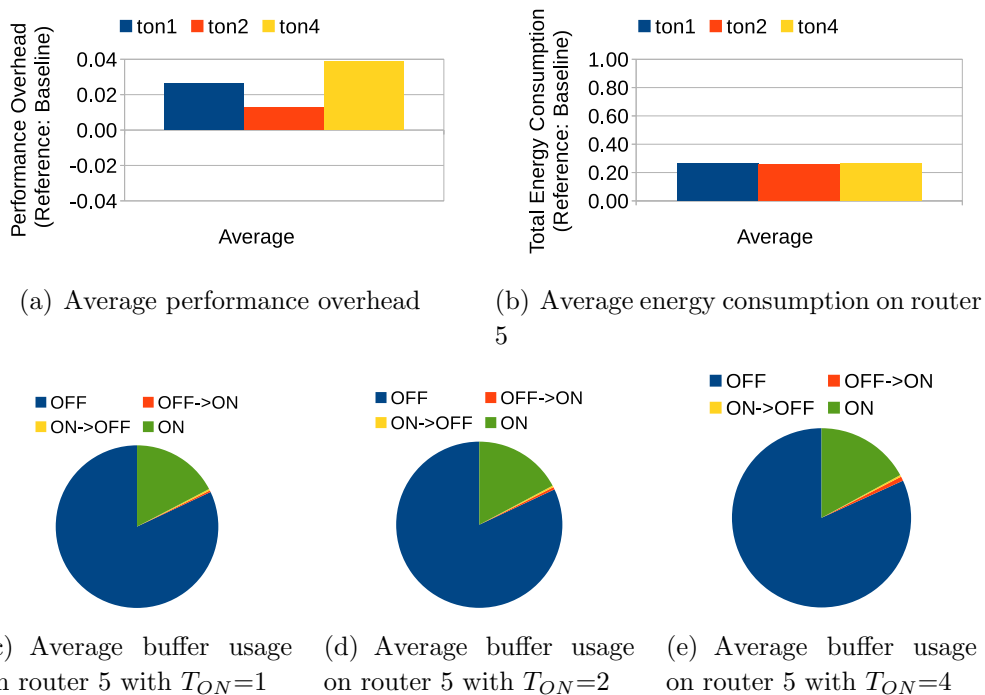 ton1 ton2 ton4
Performance Overhead
(Reference: Baseline)
0.04
0.02
0.00
-0.02
-0.04
Average
(a) Average performance overhead
ton1 ton2 ton4
Total Energy Consumption
(Reference: Baseline)
1.00
0.80
0.60
0.40
0.20
0.00
Average
(b) Average energy consumption on router
5
OFF OFF->ON
ON->OFF ON
c) Average buffer usage
n router 5 with T_ON=1
OFF OFF->ON
ON->OFF ON
(d) Average buffer usage
on router 5 with T_ON=2
OFF OFF->ON
ON->OFF ON
(e) Average buffer usage
on router 5 with T_ON=4